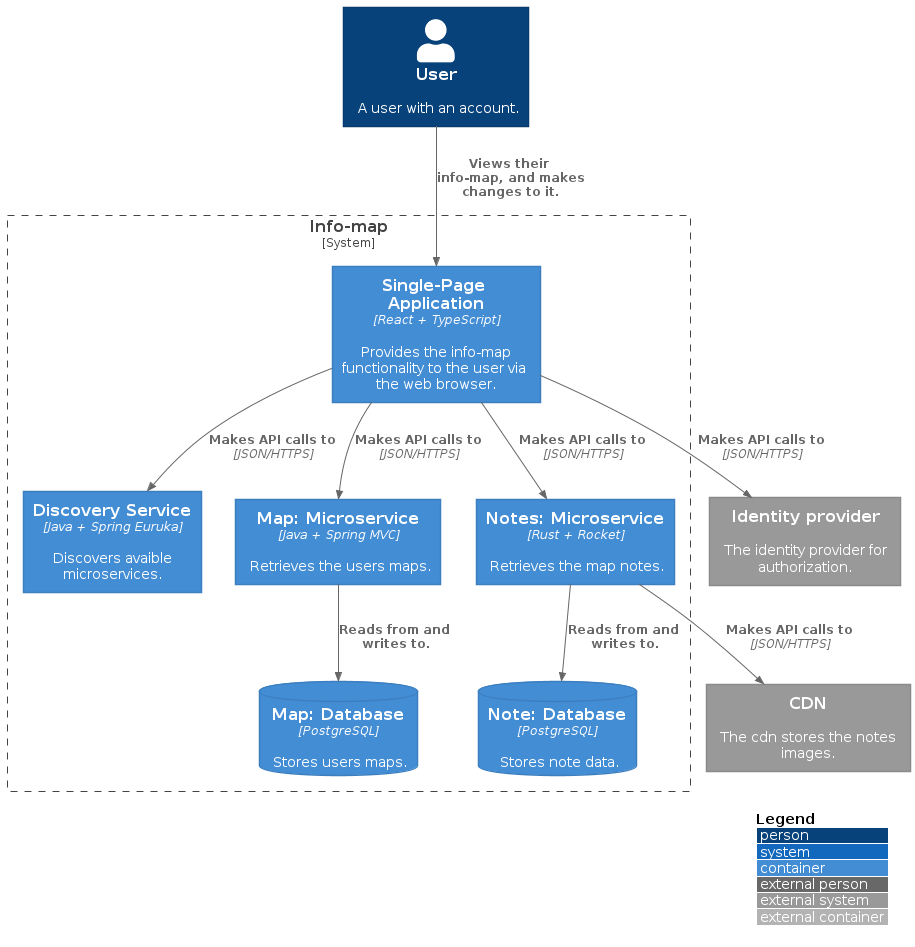 User
A user with an account.
Views their
info-map, and makes
changes to it.
Info-map
[System]
Single-Page
Application
[React + TypeScript]
Provides the info-map
functionality to the user via
the web browser.
Makes API calls to
[JSON/HTTPS]
Makes API calls to
[JSON/HTTPS]
Makes API calls to
[JSON/HTTPS]
Makes API calls to
[JSON/HTTPS]
Discovery Service
[Java + Spring Euruka]
Discovers avaible
microservices.
Map: Microservice
[Java + Spring MVC]
Retrieves the users maps.
Notes: Microservice
[Rust + Rocket]
Retrieves the map notes.
Identity provider
The identity provider for
authorization.
Reads from and
writes to.
Reads from and
writes to.
Makes API calls to
[JSON/HTTPS]
Map: Database
[PostgreSQL]
Stores users maps.
Note: Database
[PostgreSQL]
Stores note data.
CDN
The cdn stores the notes
images.
Legend
person
system
container
external person
external system
external container